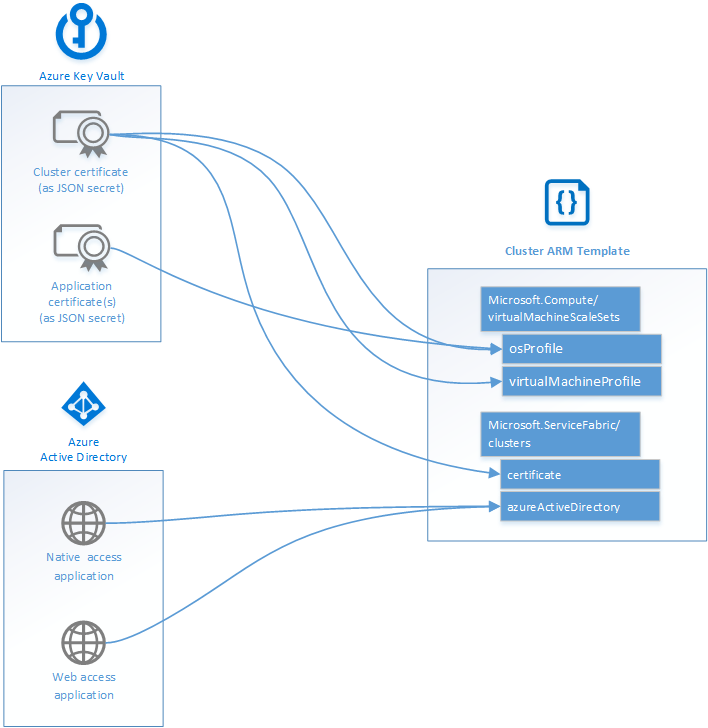 Azure Key Vault
Cluster certificate
(as JSON secret)
Application
certificate(s)
(as JSON secret)
Azure
Active Directory
Native access
application
Web access
application
{}
Cluster ARM Template
Microsoft.Compute/
virtualMachineScaleSets
osProfile
virtualMachineProfile
Microsoft.ServiceFabric/
clusters
certificate
azureActiveDirectory